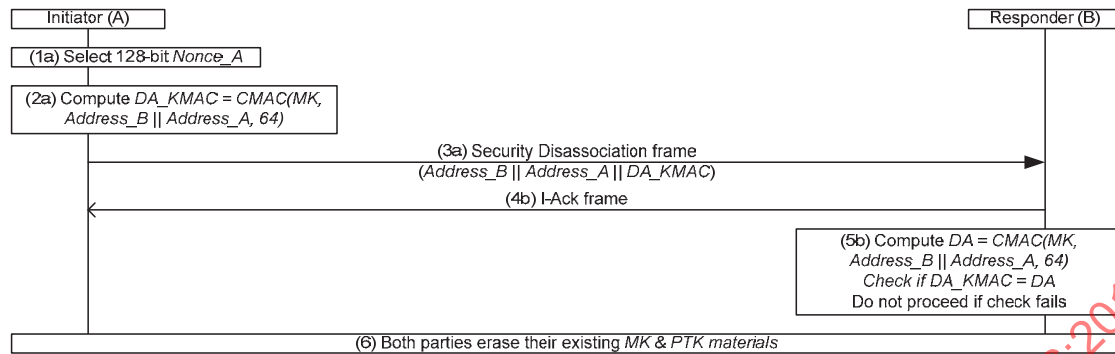 Initiator (A)
Responder (B)
(1a) Select 128-bit Nonce_A
(2a) Compute DA_KMAC = CMAC(MK,
Address_B || Address_A, 64)
(3a) Security Disassociation frame
(Address_B || Address_A || DA_KMAC)
(4b) I-Ack frame
(5b) Compute DA = CMAC(MK,
Address_B || Address_A, 64)
Check if DA_KMAC = DA
Do not proceed if check fails
(6) Both parties erase their existing MK & PTK materials